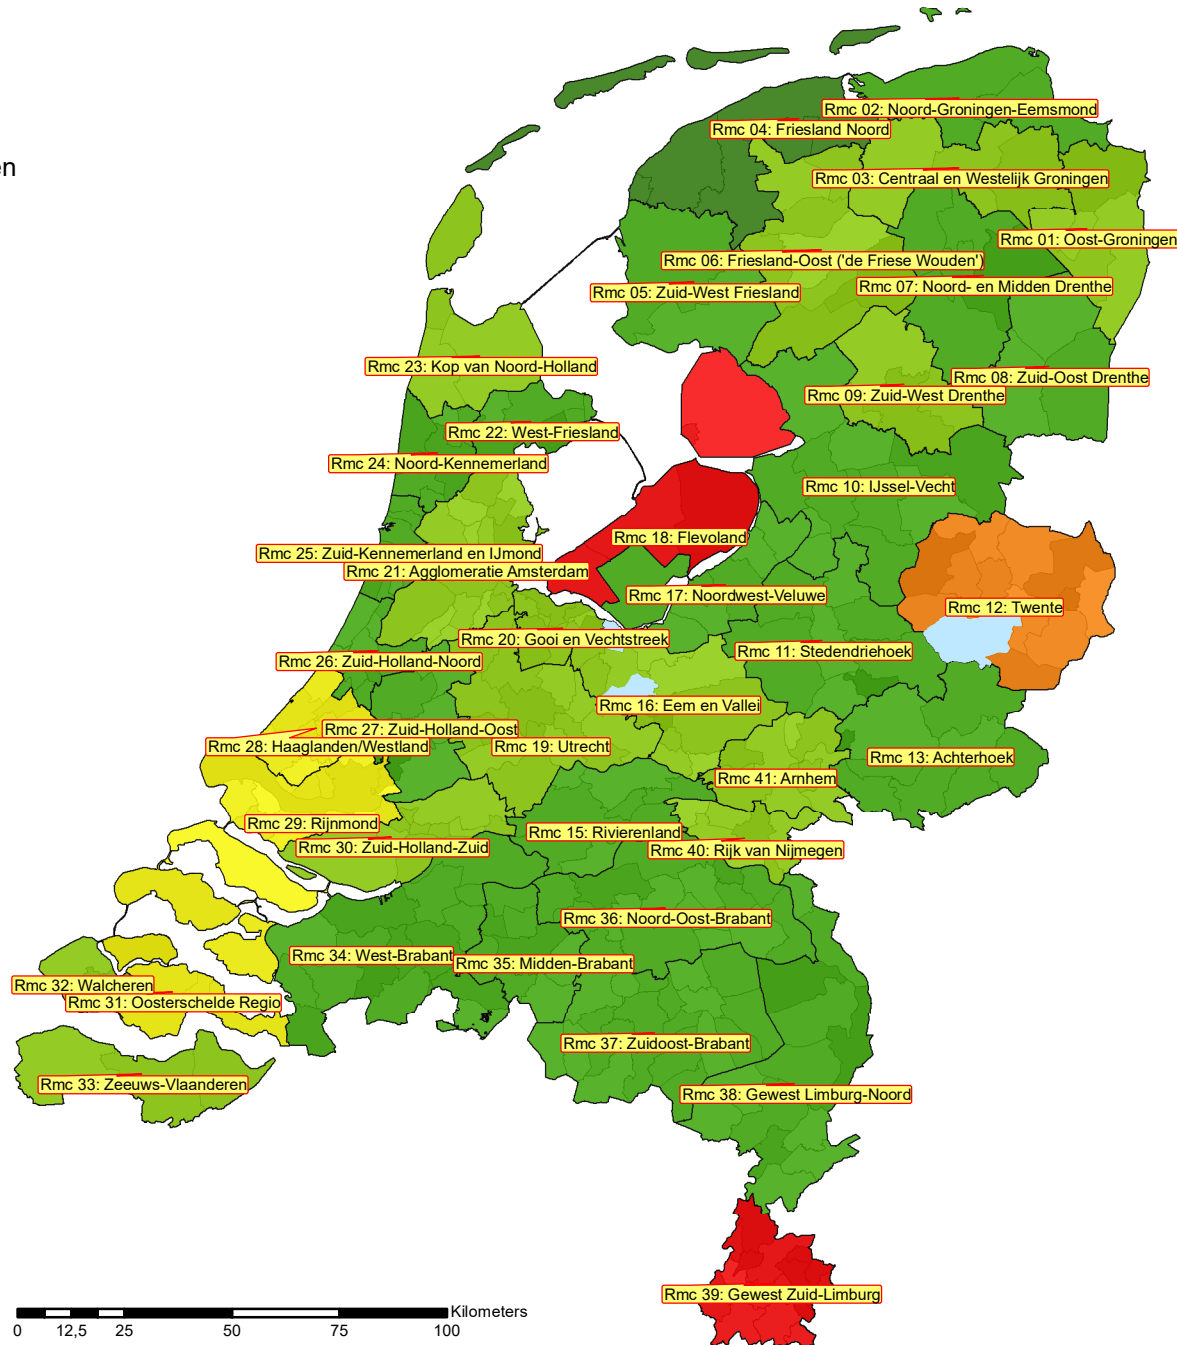 en
Rmc 02: Noord-Groningen-Eemsmond
Rmc 04: Friesland Noord
Rmc 03: Centraal en Westelijk Groningen
Rmc 01: Oost-Groningen
Rmc 06: Friesland-Oost ('de Friese Wouden')
Rmc 07: Noord- en Midden Drenthe
Rmc 05: Zuid-West Friesland
Rmc 23: Kop van Noord-Holland
Rmc 08: Zuid-Oost Drenthe
Rmc 09: Zuid-West Drenthe
Rmc 22: West-Friesland
Rmc 24: Noord-Kennemerland
Rmc 10: IJssel-Vecht
Rmc 18: Flevoland
Rmc 25: Zuid-Kennemerland en IJmond
Rmc 21: Agglomeratie Amsterdam
Rmc 17: Noordwest-Veluwe
Rmc 12: Twente
Rmc 20: Gooi en Vechtstreek
Rmc 11: Stedendriehoek
Rmc 26: Zuid-Holland-Noord
Rmc 16: Eem en Vallei
Rmc 27: Zuid-Holland-Oost
Rmc 28: Haaglanden/Westland
Rmc 19: Utrecht
Rmc 13: Achterhoek
Rmc 41: Arnhem
Rmc 29: Rijnmond
Rmc 15: Rivierenland
Rmc 30: Zuid-Holland-Zuid
Rmc 40: Rijk van Nijmegen
Rmc 36: Noord-Oost-Brabant
Rmc 34: West-Brabant
Rmc 35: Midden-Brabant
Rmc 32: Walcheren
Rmc 31: Oosterschelde Regio
Rmc 37: Zuidoost-Brabant
Rmc 33: Zeeuws-Vlaanderen
Rmc 38: Gewest Limburg-Noord
Rmc 39: Gewest Zuid-Limburg
Kilometers
0 12,5 25 50 75 100